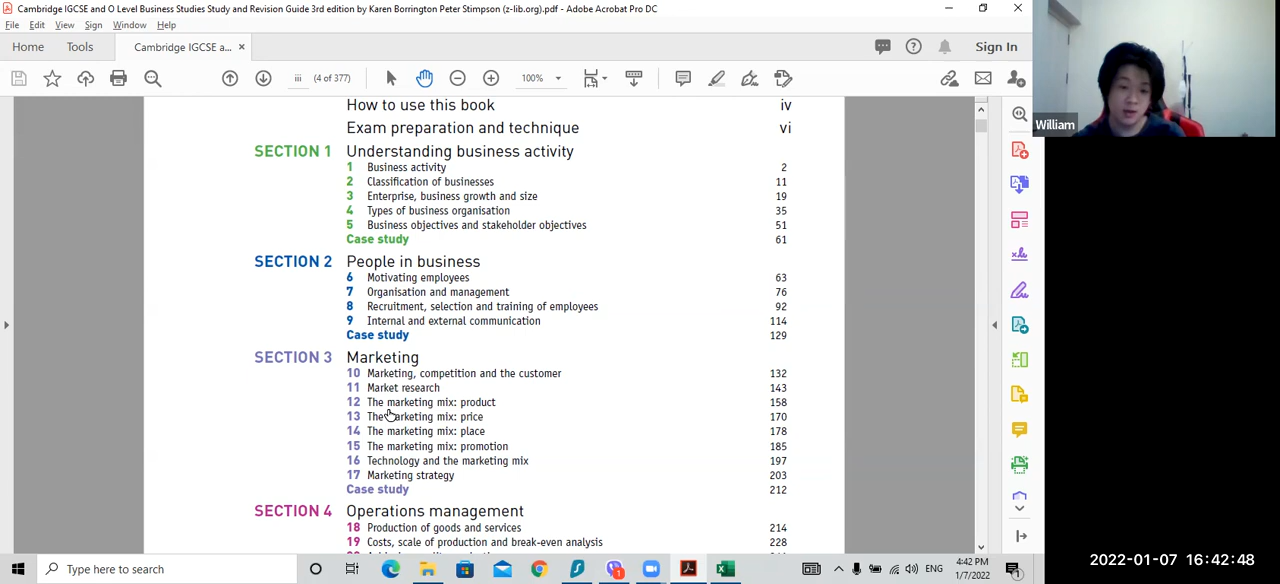 Cambridge IGCSE and O Level Business Studies Study and Revision Guide 3rd edition by Karen Borrington Peter Stimpson (z-lib.org).pdf - Adobe Acrobat Pro DC
File Edit View Sign Window Help
Home Tools Cambridge IGCSE a... × Sign In
iii (4 of 377) 100%
How to use this book iv
Exam preparation and technique vi
SECTION 1 Understanding business activity
1 Business activity 2
2 Classification of businesses 11
3 Enterprise, business growth and size 19
4 Types of business organisation 35
5 Business objectives and stakeholder objectives 51
Case study 61
SECTION 2 People in business
6 Motivating employees 63
7 Organisation and management 76
8 Recruitment, selection and training of employees 92
9 Internal and external communication 114
Case study 129
SECTION 3 Marketing
10 Marketing, competition and the customer 132
11 Market research 143
12 The marketing mix: product 158
13 The marketing mix: price 170
14 The marketing mix: place 178
15 The marketing mix: promotion 185
16 Technology and the marketing mix 197
17 Marketing strategy 203
Case study 212
SECTION 4 Operations management
18 Production of goods and services 214
19 Costs, scale of production and break-even analysis 228
William
Type here to search
ENG
4:42 PM
1/7/2022
2022-01-07 16:42:48